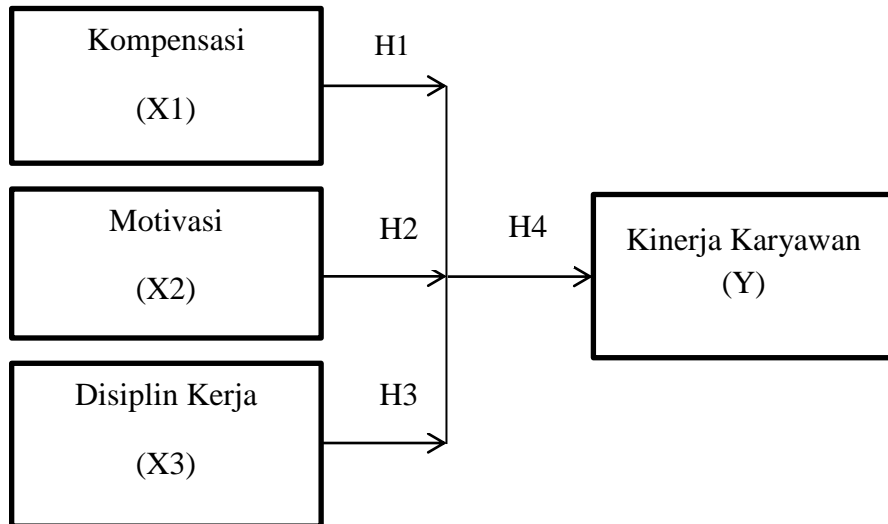 Kompensasi
(X1)
H1
Motivasi
(X2)
H2
Disiplin Kerja
(X3)
H3
H4
Kinerja Karyawan
(Y)